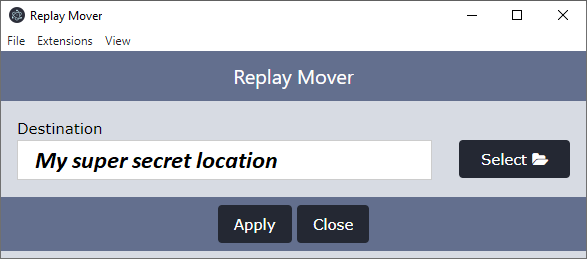 Replay Mover
File Extensions View
Replay Mover
Destination
My super secret location
Select
Apply Close